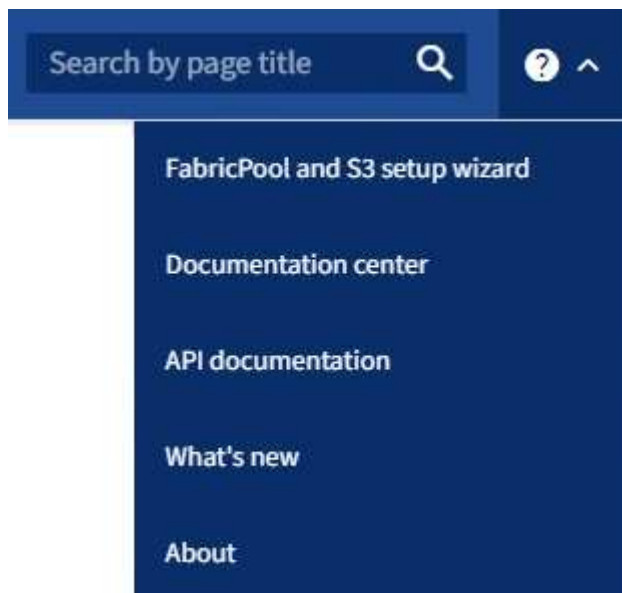 Search by page title
FabricPool and S3 setup wizard
Documentation center
API documentation
What's new
About